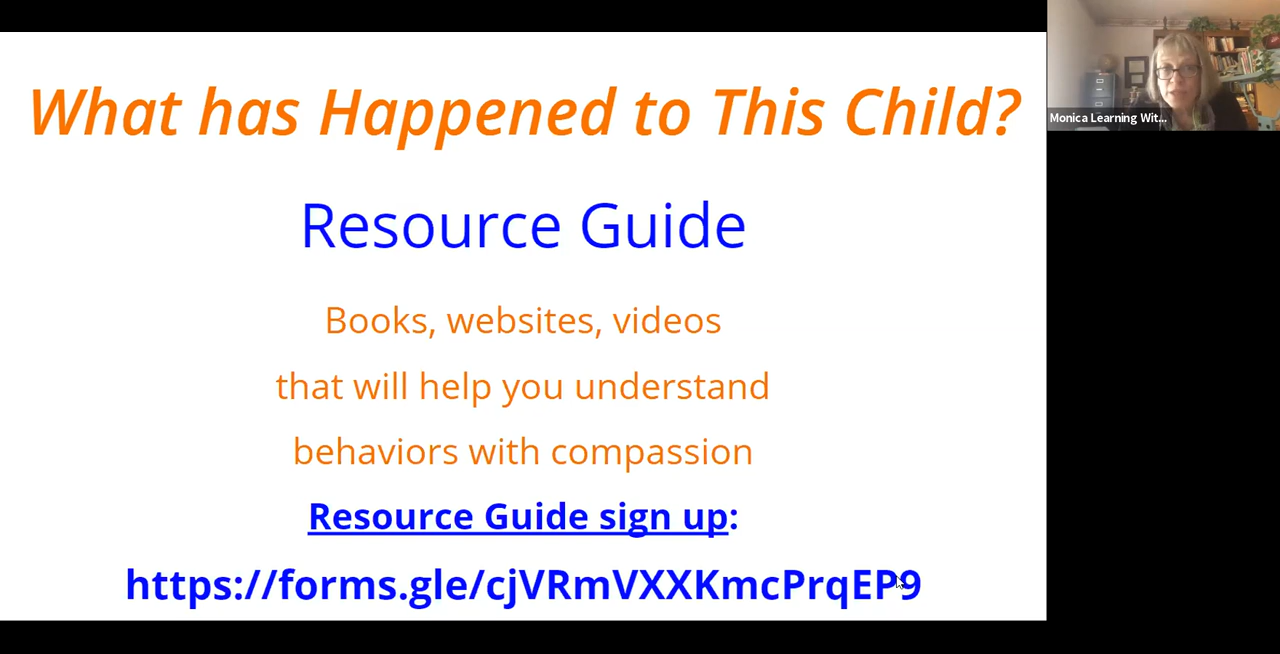 What has Happened to This Child?
Resource Guide
Books, websites, videos
that will help you understand
behaviors with compassion
Resource Guide sign up:
https://forms.gle/cjVRmVXXKmcPrqEP9
Monica Learning Wit...